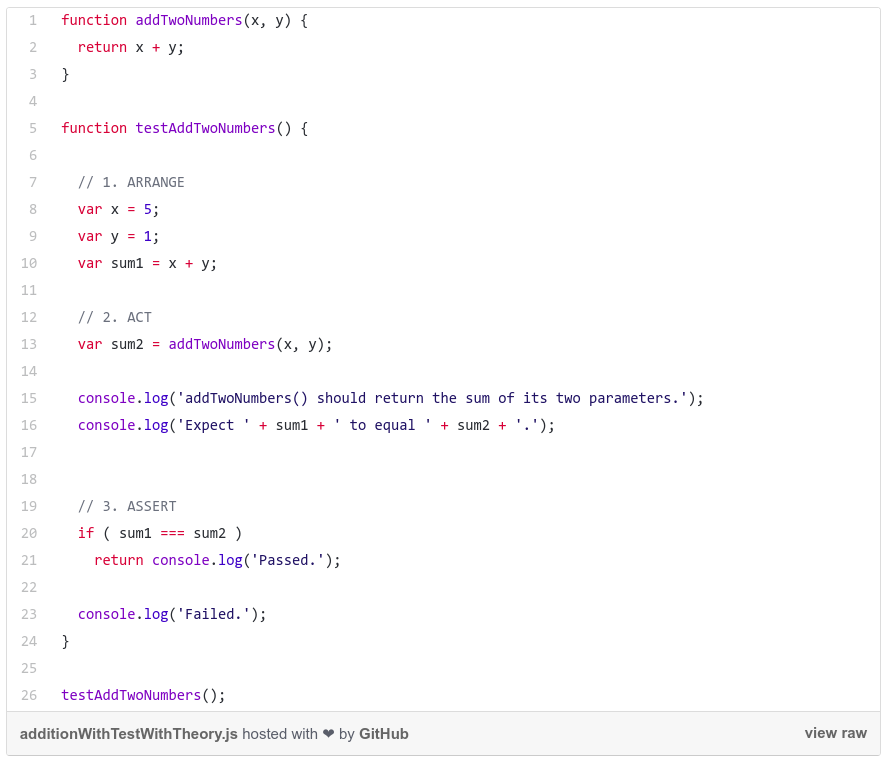 1 function addTwoNumbers(x, y) {
2   return x + y;
3 }
4
5 function testAddTwoNumbers() {
6
7   // 1. ARRANGE
8   var x = 5;
9   var y = 1;
10   var sum1 = x + y;
11
12   // 2. ACT
13   var sum2 = addTwoNumbers(x, y);
14
15   console.log('addTwoNumbers() should return the sum of its two parameters.');
16   console.log('Expect ' + sum1 + ' to equal ' + sum2 + '.');
17
18
19   // 3. ASSERT
20   if ( sum1 === sum2 )
21     return console.log('Passed.');
22
23   console.log('Failed.');
24 }
25
26 testAddTwoNumbers();
additionWithTestWithTheory.js hosted with ❤ by GitHub view raw